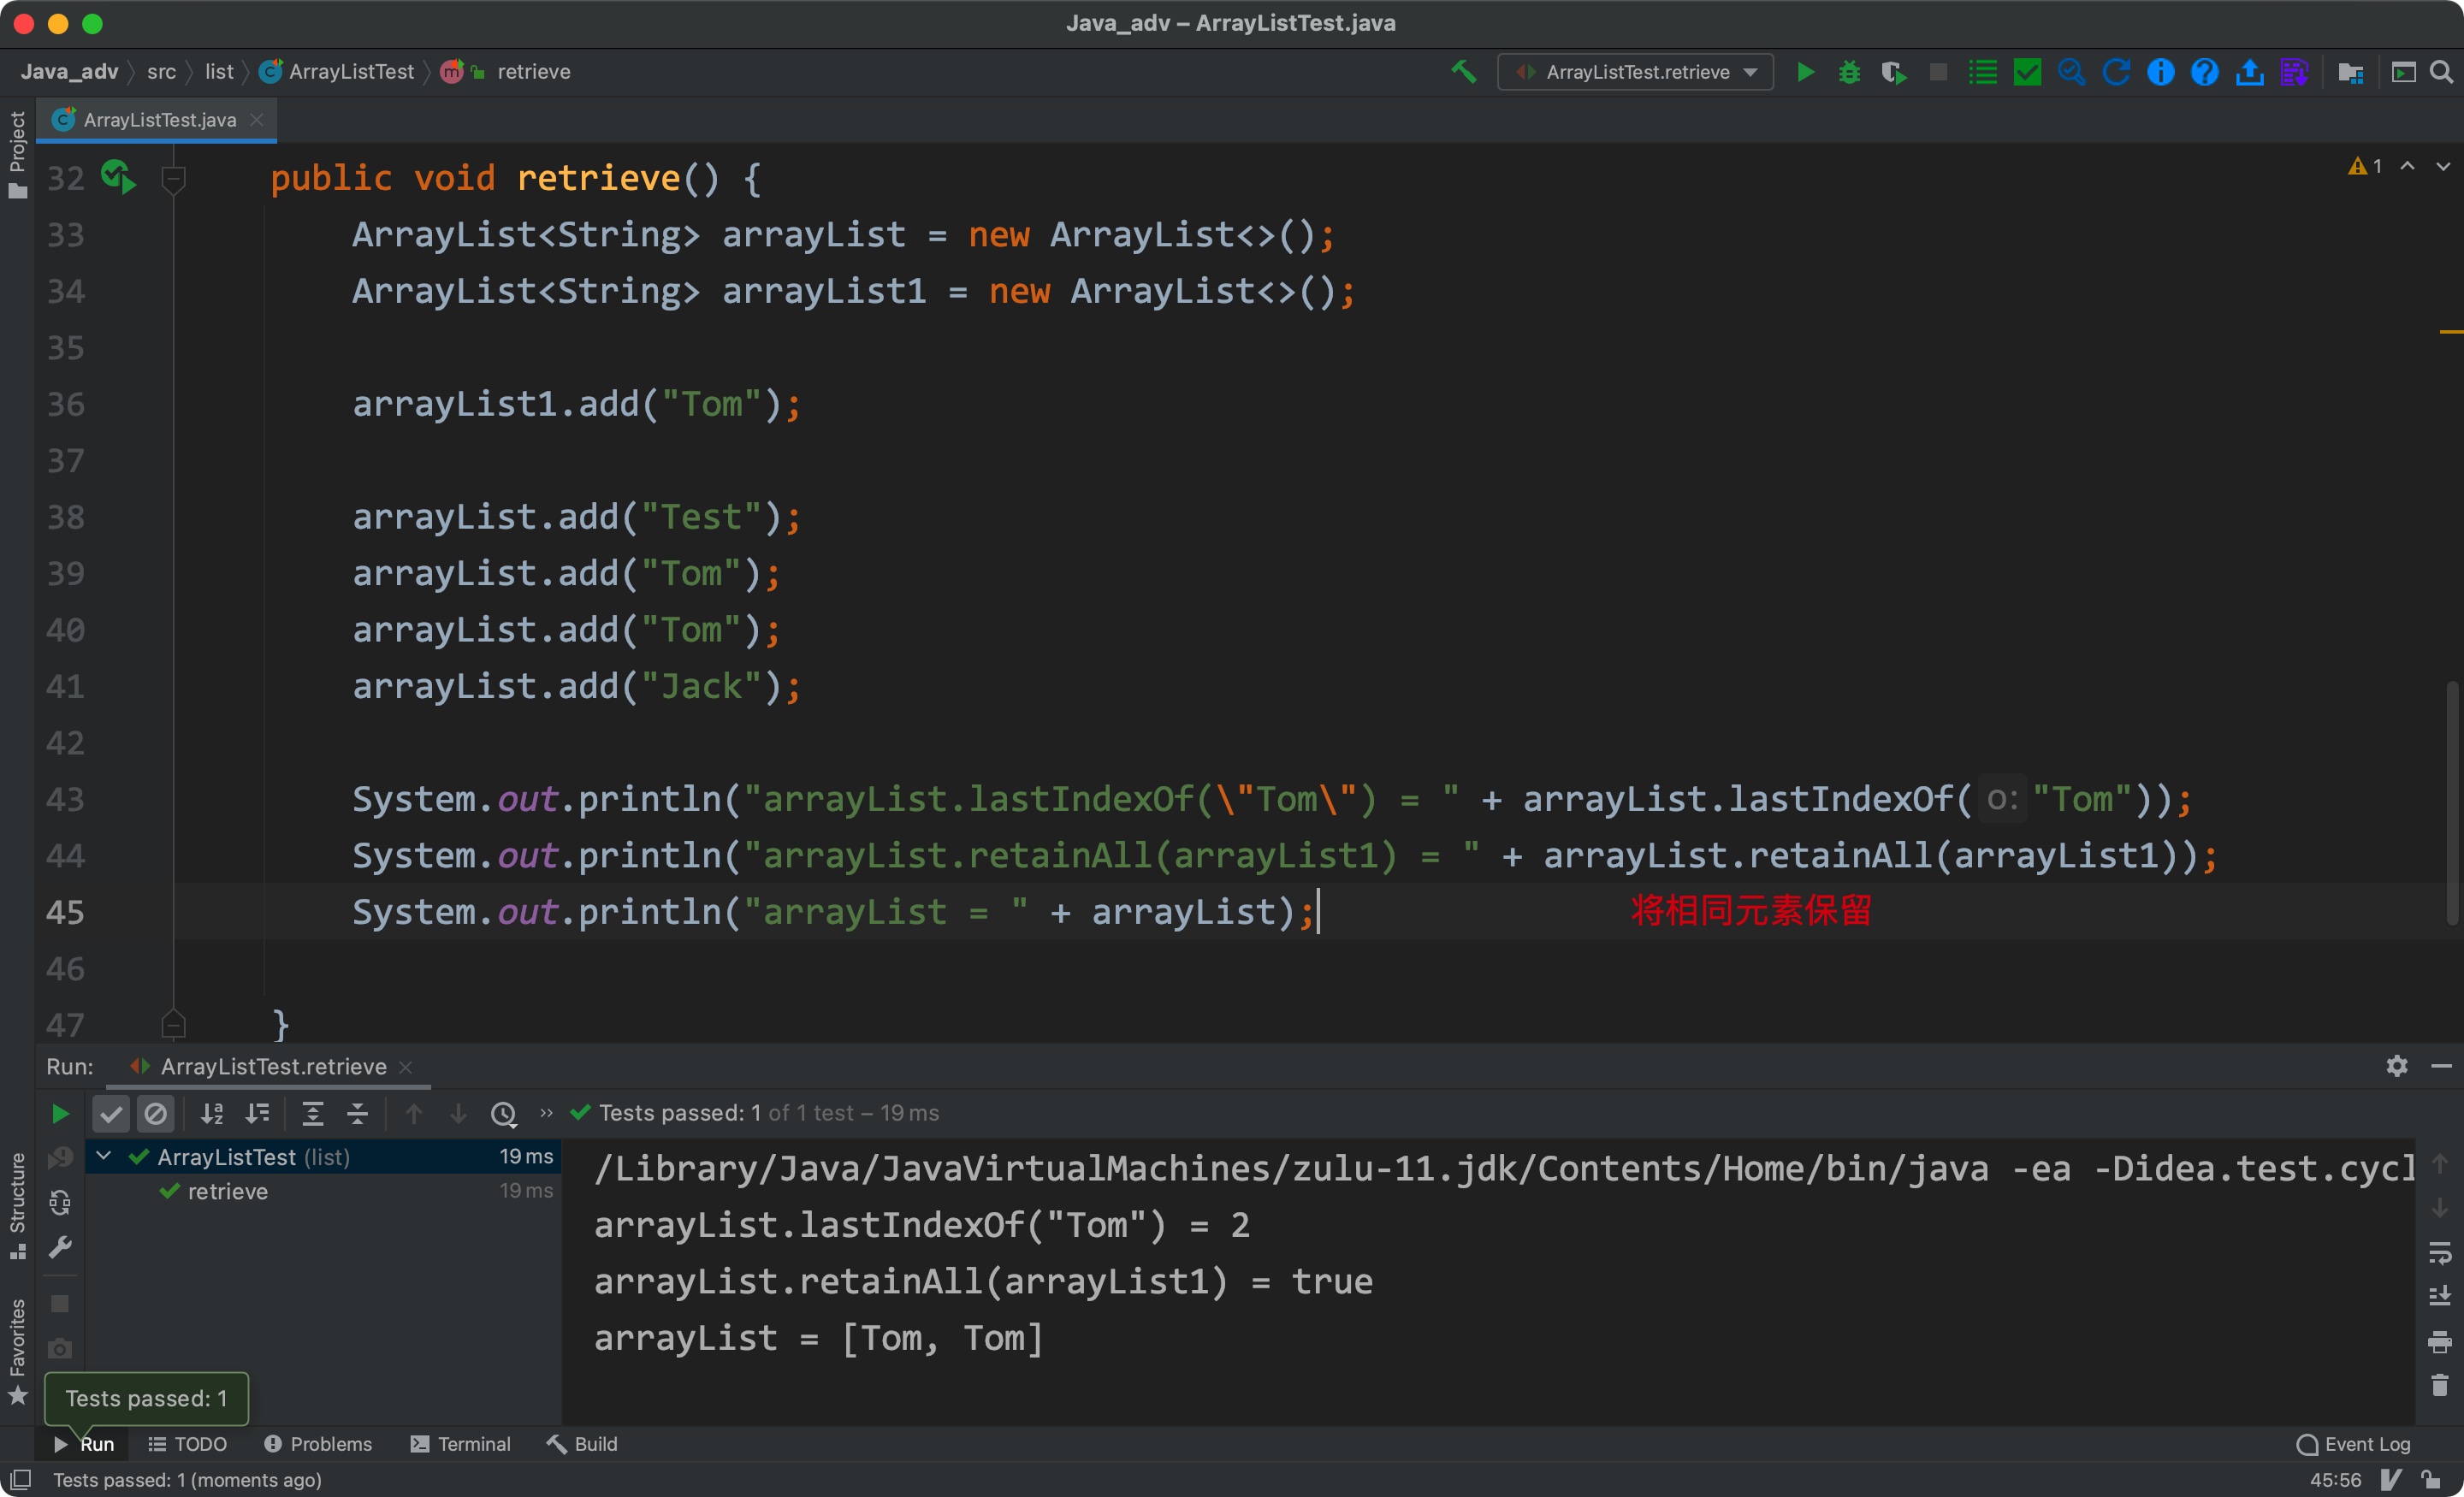 Java_adv – ArrayListTest.java
Java_adv src list ArrayListTest retrieve
ArrayListTest.retrieve
Project
ArrayListTest.java
1
32 public void retrieve() {
33 ArrayList<String> arrayList = new ArrayList<>();
34 ArrayList<String> arrayList1 = new ArrayList<>();
35
36 arrayList1.add("Tom");
37
38 arrayList.add("Test");
39 arrayList.add("Tom");
40 arrayList.add("Tom");
41 arrayList.add("Jack");
42
43 System.out.println("arrayList.lastIndexOf(\"Tom\") = " + arrayList.lastIndexOf( o: "Tom"));
44 System.out.println("arrayList.retainAll(arrayList1) = " + arrayList.retainAll(arrayList1));
45 System.out.println("arrayList = " + arrayList); 将相同元素保留
46
47 }
Run: ArrayListTest.retrieve
Tests passed: 1 of 1 test – 19 ms
ArrayListTest (list) 19 ms
retrieve 19 ms
/Library/Java/JavaVirtualMachines/zulu-11.jdk/Contents/Home/bin/java -ea -Didea.test.cycl
arrayList.lastIndexOf("Tom") = 2
arrayList.retainAll(arrayList1) = true
arrayList = [Tom, Tom]
Structure
Favorites
Tests passed: 1
Run TODO Problems Terminal Build Event Log
Tests passed: 1 (moments ago) 45:56